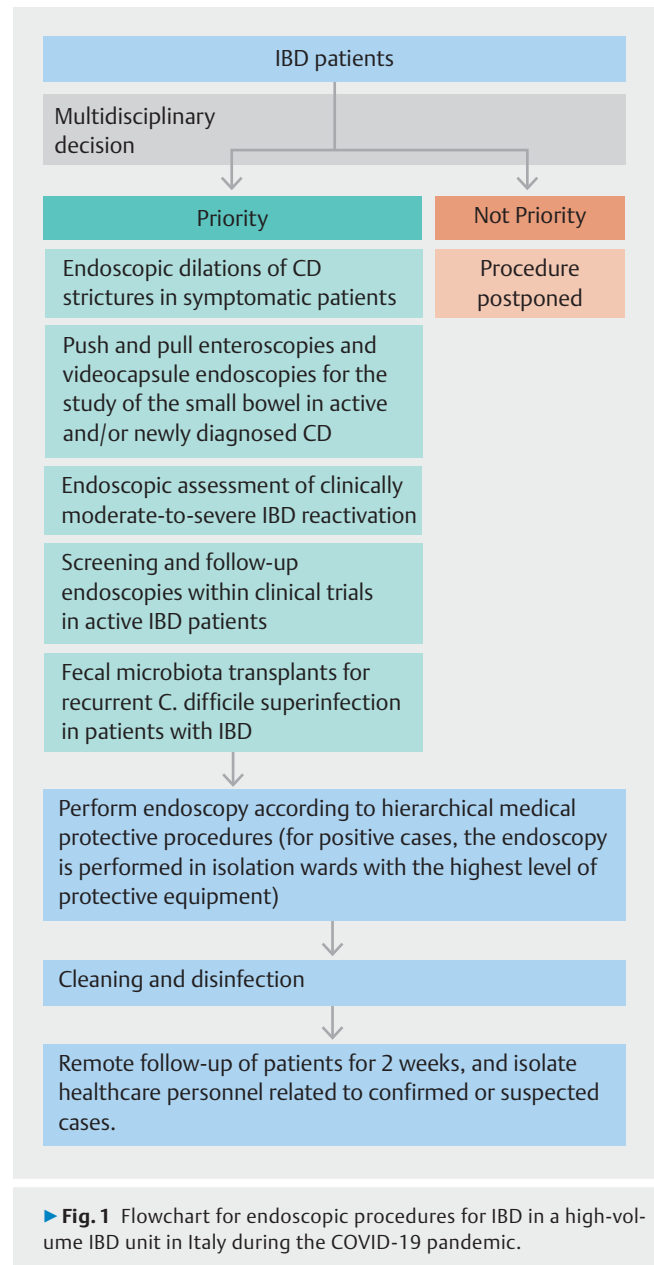 IBD patients
Multidisciplinary
decision
Priority
Not Priority
Endoscopic dilations of CD
strictures in symptomatic patients
Procedure
postponed
Push and pull enteroscopies and
videocapsule endoscopies for the
study of the small bowel in active
and/or newly diagnosed CD
Endoscopic assessment of clinically
moderate-to-severe IBD reactivation
Screening and follow-up
endoscopies within clinical trials
in active IBD patients
Fecal microbiota transplants for
recurrent C. difficile superinfection
in patients with IBD
Perform endoscopy according to hierarchical medical
protective procedures (for positive cases, the endoscopy
is performed in isolation wards with the highest level of
protective equipment)
Cleaning and disinfection
Remote follow-up of patients for 2 weeks, and isolate
healthcare personnel related to confirmed or suspected
cases.
▶ Fig. 1 Flowchart for endoscopic procedures for IBD in a high-vol-
ume IBD unit in Italy during the COVID-19 pandemic.